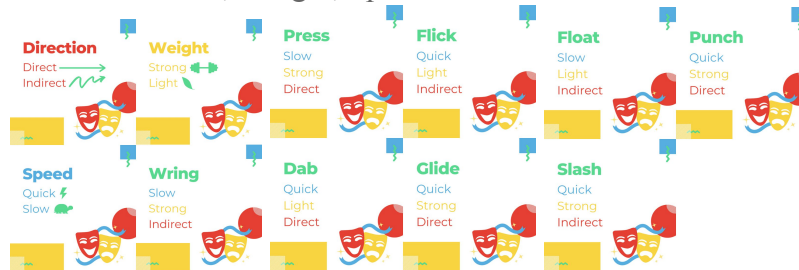 Direction
Direct
Indirect
Weight
Strong
Light
Press
Slow
Strong
Direct
Flick
Quick
Light
Indirect
Float
Slow
Light
Indirect
Punch
Quick
Strong
Direct
Speed
Quick
Slow
Wring
Slow
Strong
Indirect
Dab
Quick
Light
Direct
Glide
Quick
Strong
Direct
Slash
Quick
Strong
Indirect